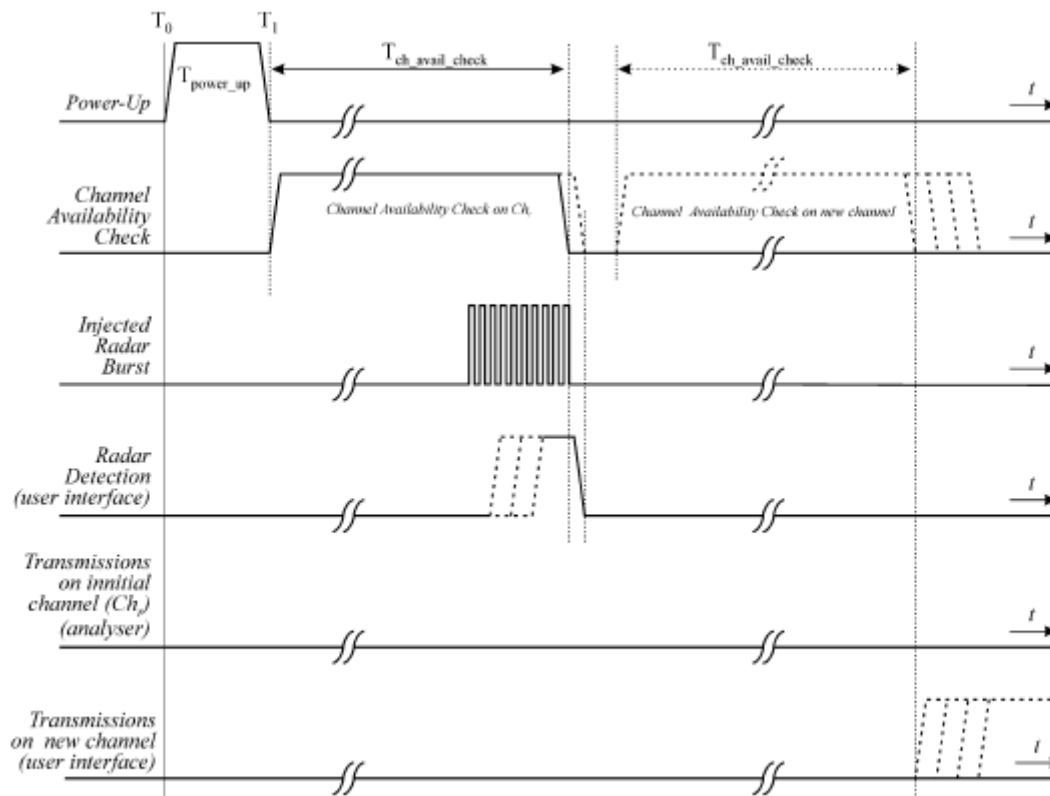 T0 T1
Tpower_up
Tch_avail_check
Tch_avail_check
Power-Up
t
Channel
Availability
Check
Channel Availability Check on Chr
Channel Availability Check on new channel
t
Injected
Radar
Burst
t
Radar
Detection
(user interface)
t
Transmissions
on innitial
channel (Chr)
(analyser)
t
Transmissions
on new channel
(user interface)
t